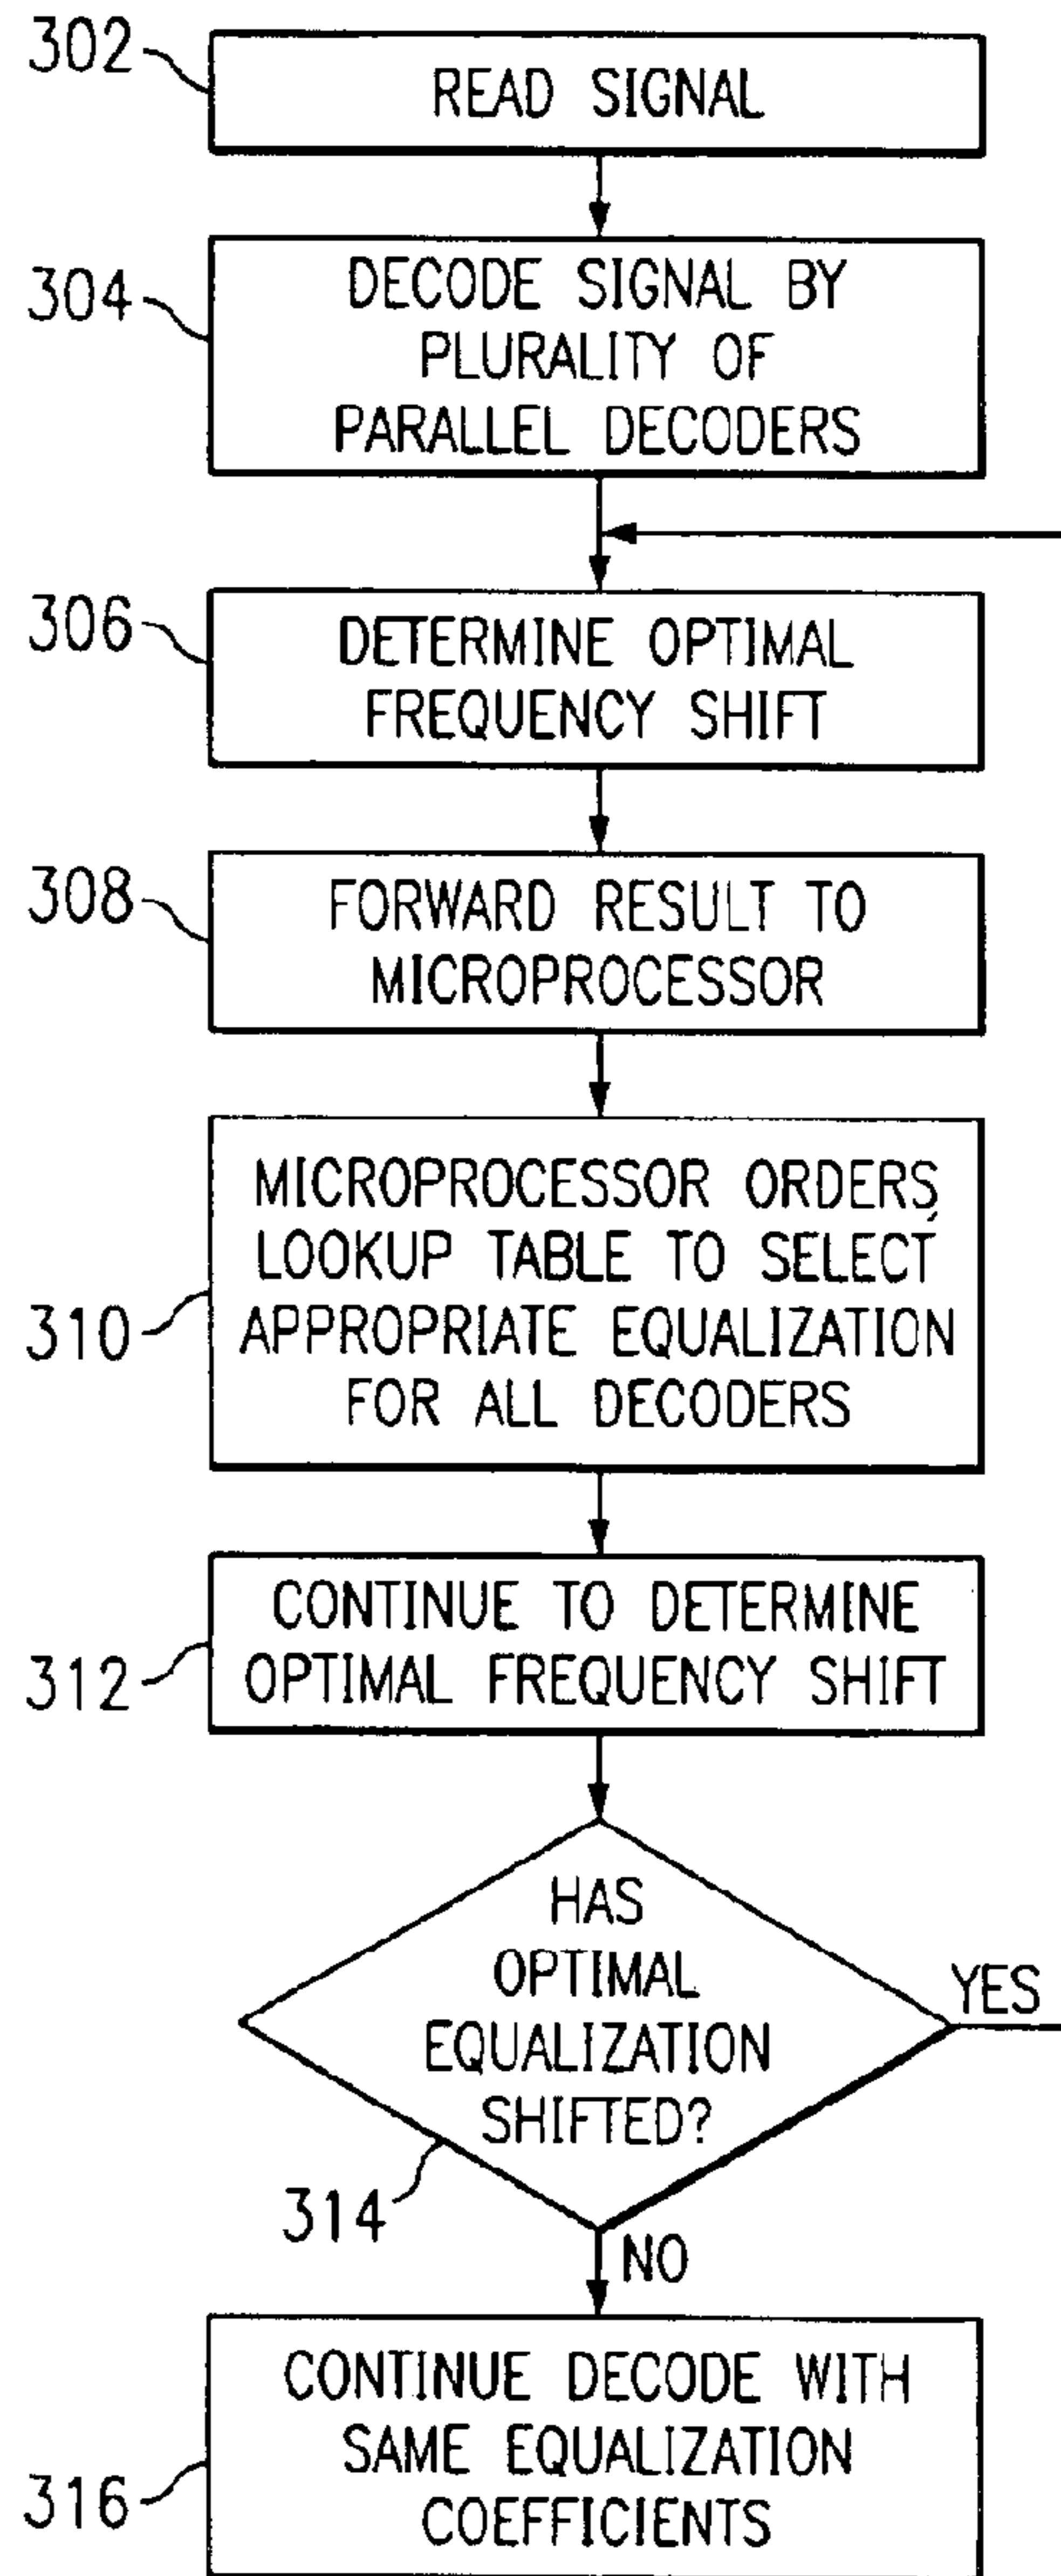 302
READ SIGNAL
304
DECODE SIGNAL BY
PLURALITY OF
PARALLEL DECODERS
306
DETERMINE OPTIMAL
FREQUENCY SHIFT
308
FORWARD RESULT TO
MICROPROCESSOR
310
MICROPROCESSOR ORDERS
LOOKUP TABLE TO SELECT
APPROPRIATE EQUALIZATION
FOR ALL DECODERS
312
CONTINUE TO DETERMINE
OPTIMAL FREQUENCY SHIFT
HAS
OPTIMAL
EQUALIZATION
SHIFTED?
YES
314
NO
316
CONTINUE DECODE WITH
SAME EQUALIZATION
COEFFICIENTS